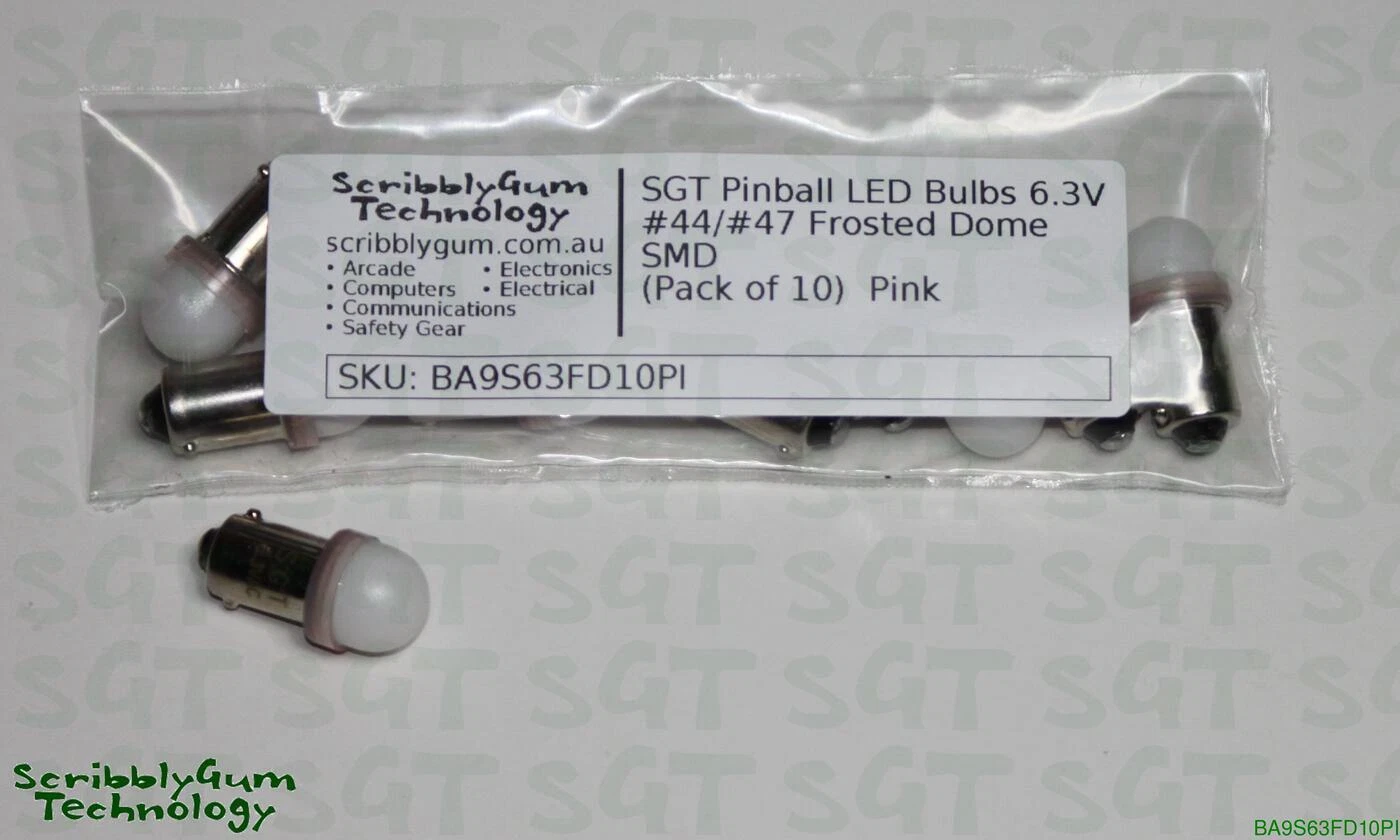 ScribblyGum
Technology
scribblygum.com.au
• Arcade • Electronics
• Computers • Electrical
• Communications
• Safety Gear
SGT Pinball LED Bulbs 6.3V
#44/#47 Frosted Dome
SMD
(Pack of 10) Pink
SKU: BA9S63FD10PI
SGT
ScribblyGum
Technology
BA9S63FD10PI